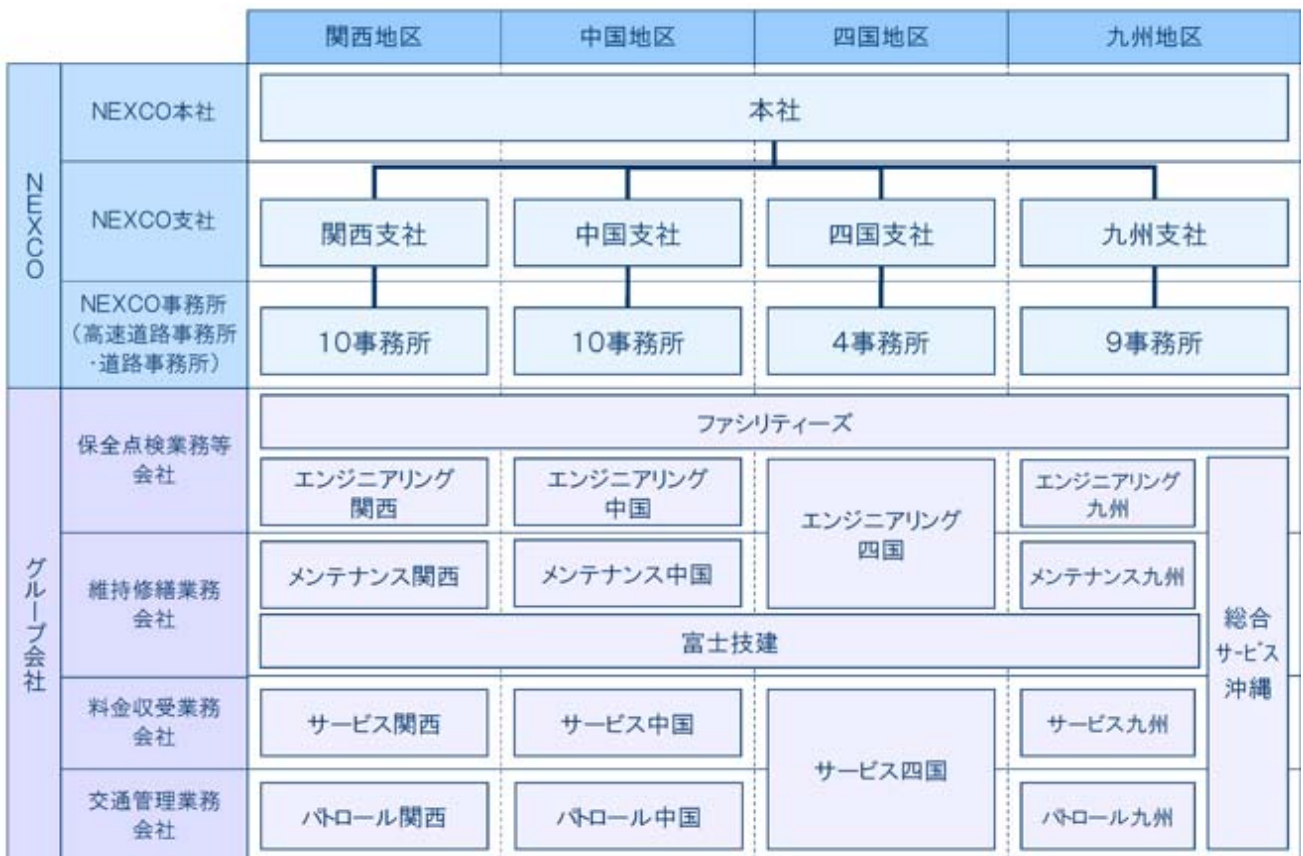 関西地区
中国地区
四国地区
九州地区
NEXCO
NEXCO本社
本社
NEXCO支社
関西支社
中国支社
四国支社
九州支社
NEXCO事務所
(高速道路事務所
・道路事務所)
10事務所
10事務所
4事務所
9事務所
グループ会社
保全点検業務等
会社
ファシリティーズ
エンジニアリング
関西
エンジニアリング
中国
エンジニアリング
四国
エンジニアリング
九州
総合
サービス
沖縄
維持修繕業務
会社
メンテナンス関西
メンテナンス中国
メンテナンス九州
富士技建
料金収受業務
会社
サービス関西
サービス中国
サービス四国
サービス九州
交通管理業務
会社
パトロール関西
パトロール中国
パトロール九州